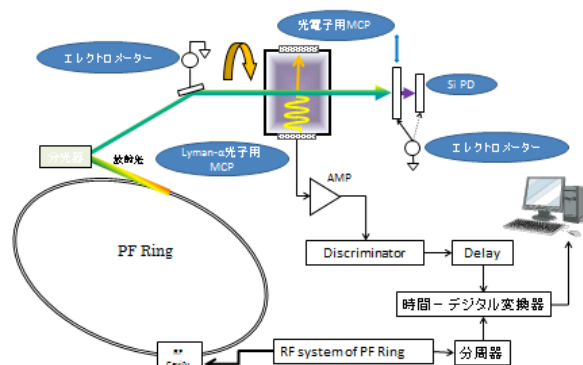 光電子用MCP
エレクトロメーター
Si PD
分光器
放射光
Lyman-α光子用
MCP
エレクトロメーター
AMP
PF Ring
Discriminator
Delay
時間－デジタル変換器
RF system of PF Ring
分周器